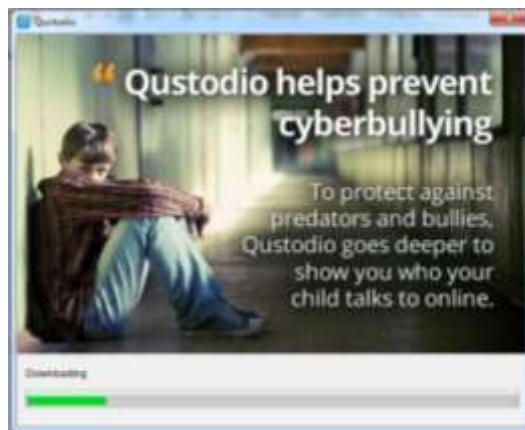 Qustodio
“ Qustodio helps prevent
cyberbullying
To protect against
predators and bullies,
Qustodio goes deeper to
show you who your
child talks to online.
Downloading